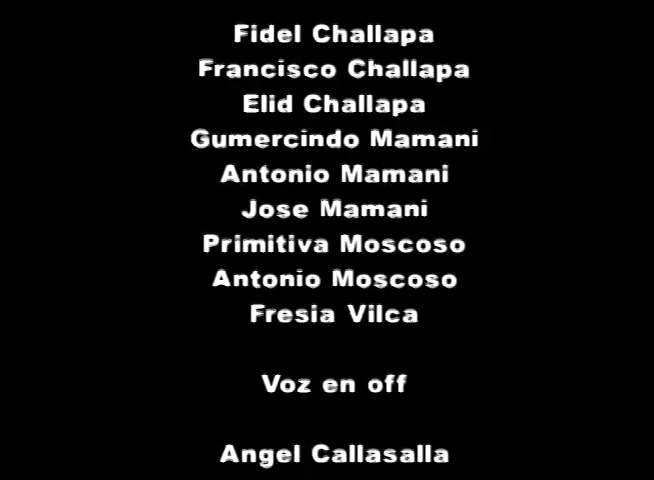 Fidel Challapa
Francisco Challapa
Elid Challapa
Gumercindo Mamani
Antonio Mamani
Jose Mamani
Primitiva Moscoso
Antonio Moscoso
Fresia Vilca
Voz en off
Angel Callasalla